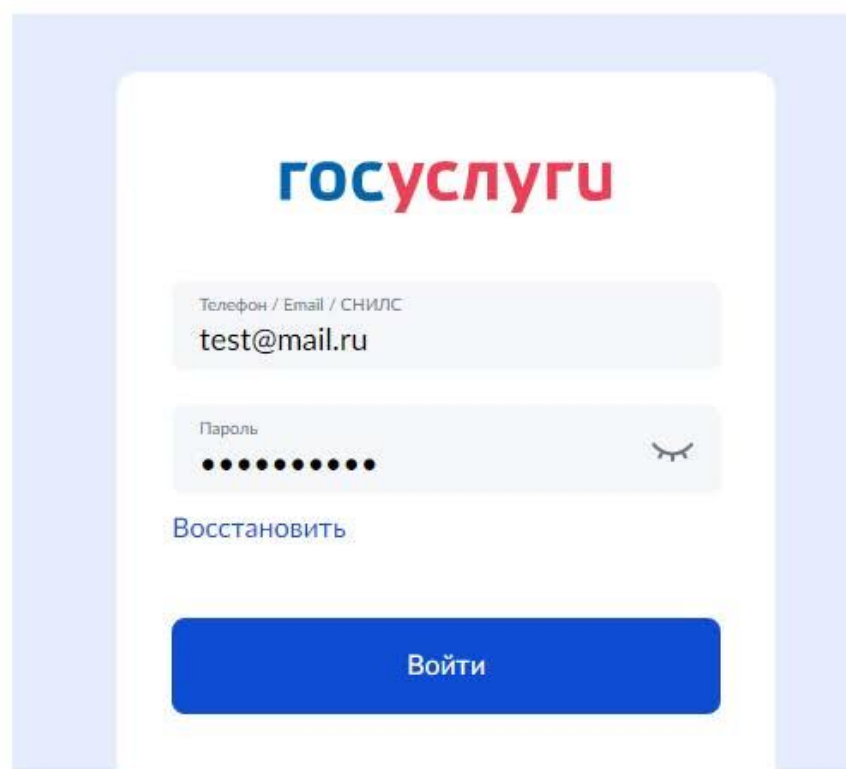 госуслуги
Телефон / Email / СНИЛС
test@mail.ru
Пароль
••••••••••
Восстановить
Войти